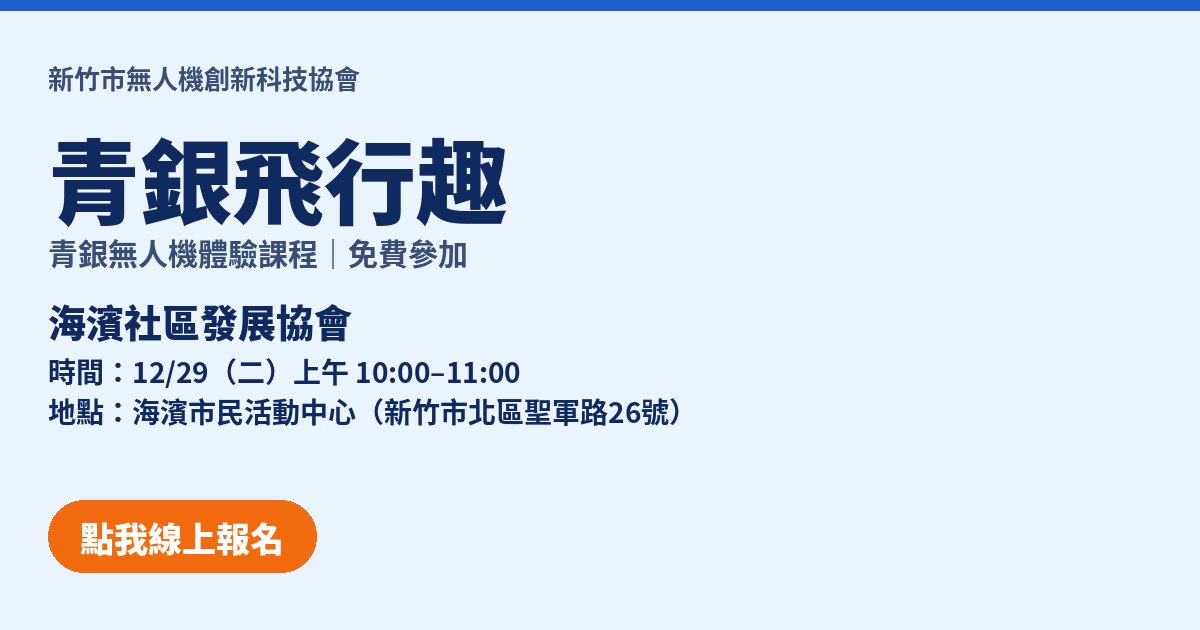 新竹市無人機創新科技協會
青銀飛行趣
青銀無人機體驗課程｜免費參加
海濱社區發展協會
時間：12/29（二）上午 10:00–11:00
地點：海濱市民活動中心（新竹市北區聖軍路26號）
點我線上報名